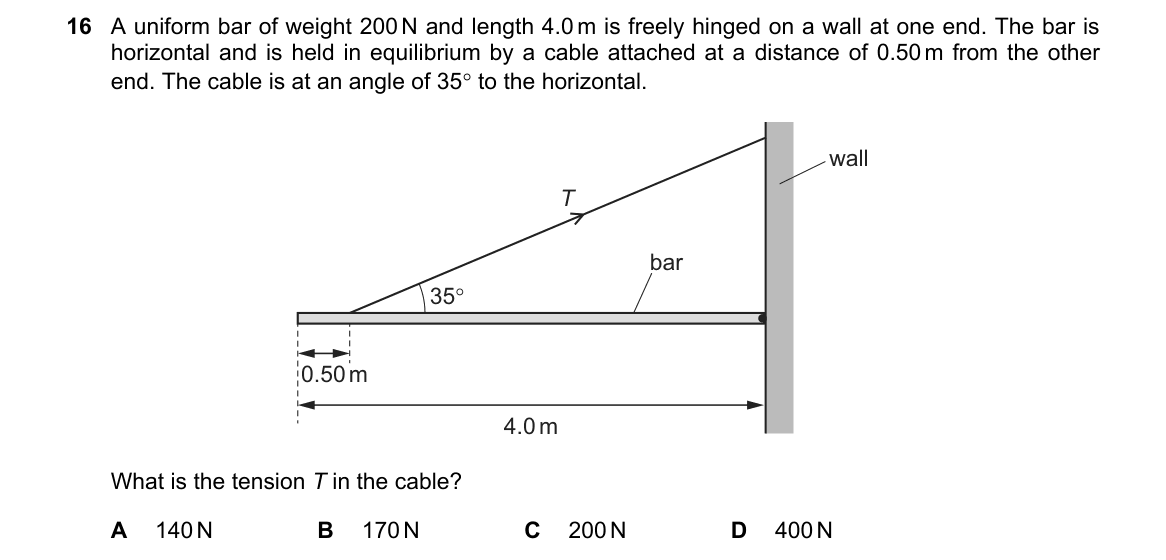 16 A uniform bar of weight 200 N and length 4.0 m is freely hinged on a wall at one end. The bar is
horizontal and is held in equilibrium by a cable attached at a distance of 0.50 m from the other
end. The cable is at an angle of 35° to the horizontal.
wall
T
bar
35°
0.50 m
4.0 m
What is the tension T in the cable?
A 140 N B 170 N C 200 N D 400 N